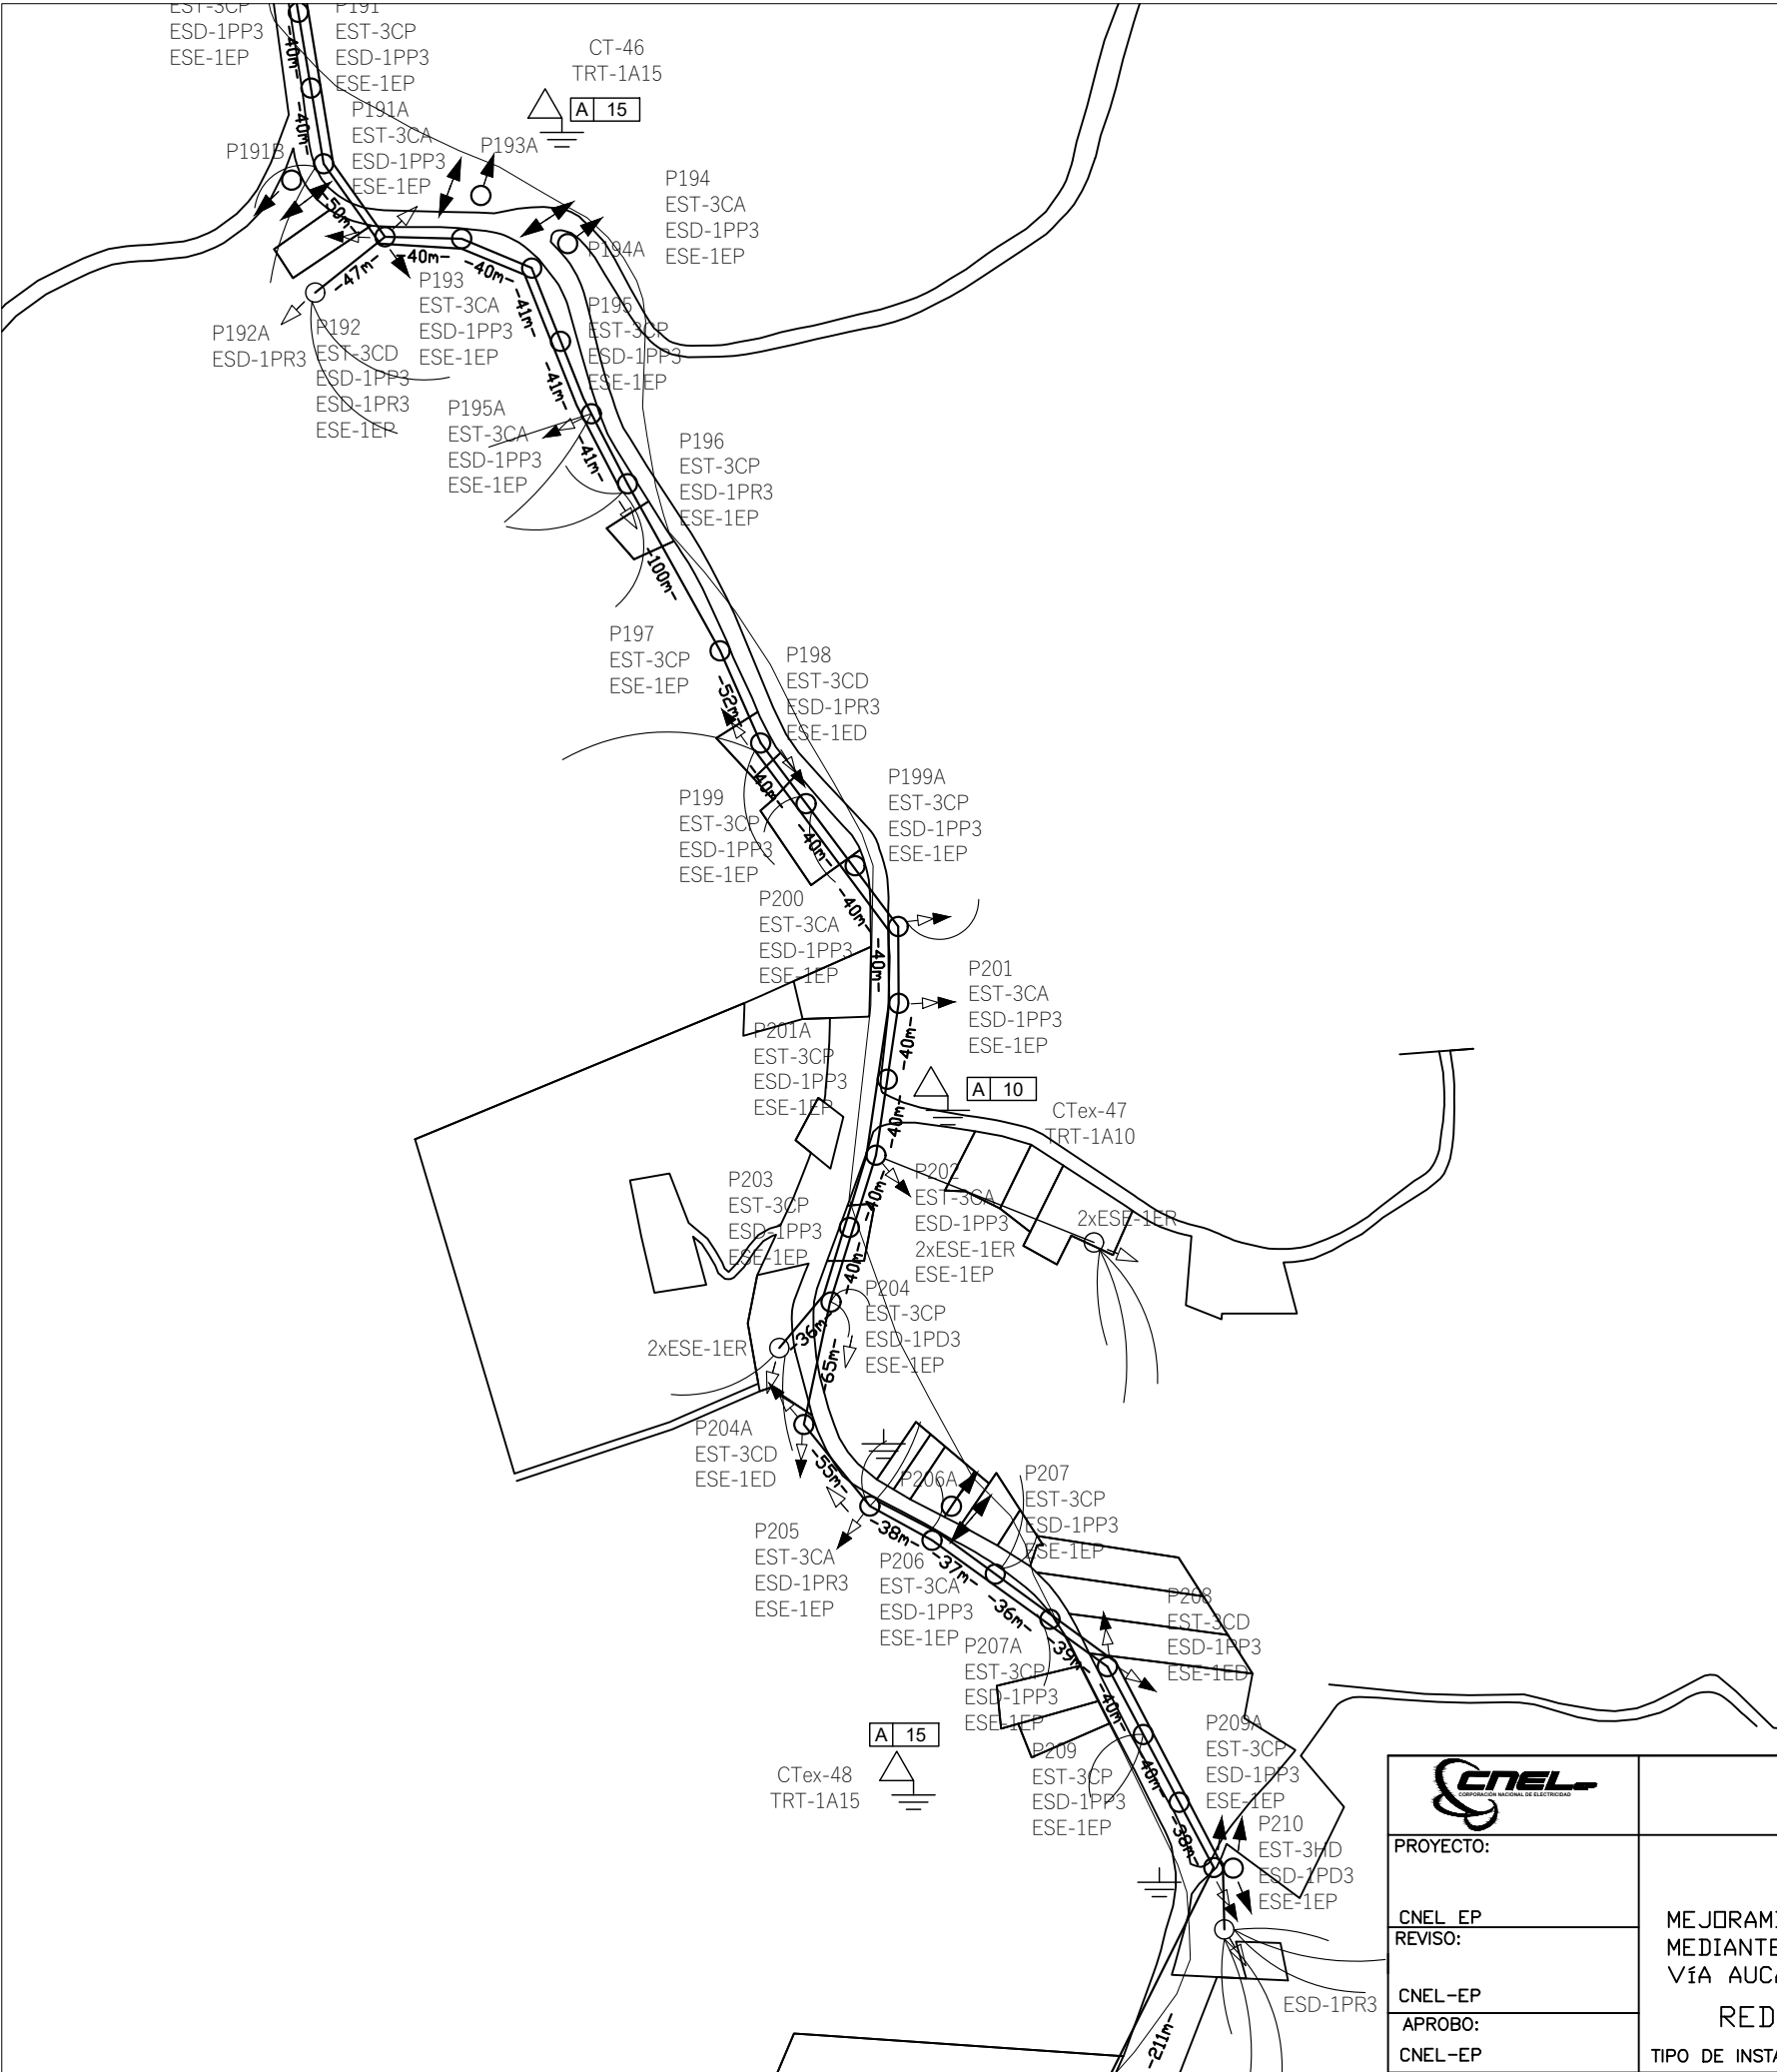 EST-3CP
ESD-1PP3
ESE-1EP
P191
EST-3CP
ESD-1PP3
ESE-1EP
-40m-
-40m-
CT-46
TRT-1A15
A 15
P191A
EST-3CA
ESD-1PP3
ESE-1EP
P191B
P193A
P194
EST-3CA
ESD-1PP3
ESE-1EP
P194A
-50m-
-47m-
-40m-
-40m-
-41m-
-41m-
-41m-
P192A
ESD-1PR3
P192
EST-3CD
ESD-1PP3
ESD-1PR3
ESE-1EP
P193
EST-3CA
ESD-1PP3
ESE-1EP
P195
EST-3CP
ESD-1PP3
ESE-1EP
P195A
EST-3CA
ESD-1PP3
ESE-1EP
P196
EST-3CP
ESD-1PR3
ESE-1EP
-100m-
P197
EST-3CP
ESE-1EP
-52m-
P198
EST-3CD
ESD-1PR3
ESE-1ED
-40m-
P199
EST-3CP
ESD-1PP3
ESE-1EP
-40m-
P199A
EST-3CP
ESD-1PP3
ESE-1EP
-40m-
P200
EST-3CA
ESD-1PP3
ESE-1EP
-40m-
P201
EST-3CA
ESD-1PP3
ESE-1EP
-40m-
P201A
EST-3CP
ESD-1PP3
ESE-1EP
A 10
CTex-47
TRT-1A10
-40m-
P202
EST-3CA
ESD-1PP3
2xESE-1ER
ESE-1EP
2xESE-1ER
-40m-
P203
EST-3CP
ESD-1PP3
ESE-1EP
-40m-
P204
EST-3CP
ESD-1PD3
ESE-1EP
-36m-
2xESE-1ER
-65m-
P204A
EST-3CD
ESE-1ED
-55m-
P205
EST-3CA
ESD-1PR3
ESE-1EP
-38m-
P206A
P206
EST-3CA
ESD-1PP3
ESE-1EP
-37m-
P207
EST-3CP
ESD-1PP3
ESE-1EP
-36m-
P207A
EST-3CP
ESD-1PP3
ESE-1EP
-39m-
P208
EST-3CD
ESD-1PP3
ESE-1ED
-40m-
A 15
CTex-48
TRT-1A15
P209
EST-3CP
ESD-1PP3
ESE-1EP
-40m-
P209A
EST-3CP
ESD-1PP3
ESE-1EP
-38m-
P210
EST-3HD
ESD-1PD3
ESE-1EP
ESD-1PR3
-211m-
CNEL
CORPORACIÓN NACIONAL DE ELECTRICIDAD
PROYECTO:
CNEL EP
REVISO:
CNEL-EP
APROBO:
CNEL-EP
MEDIANTE
VÍA
RED
TIPO DE